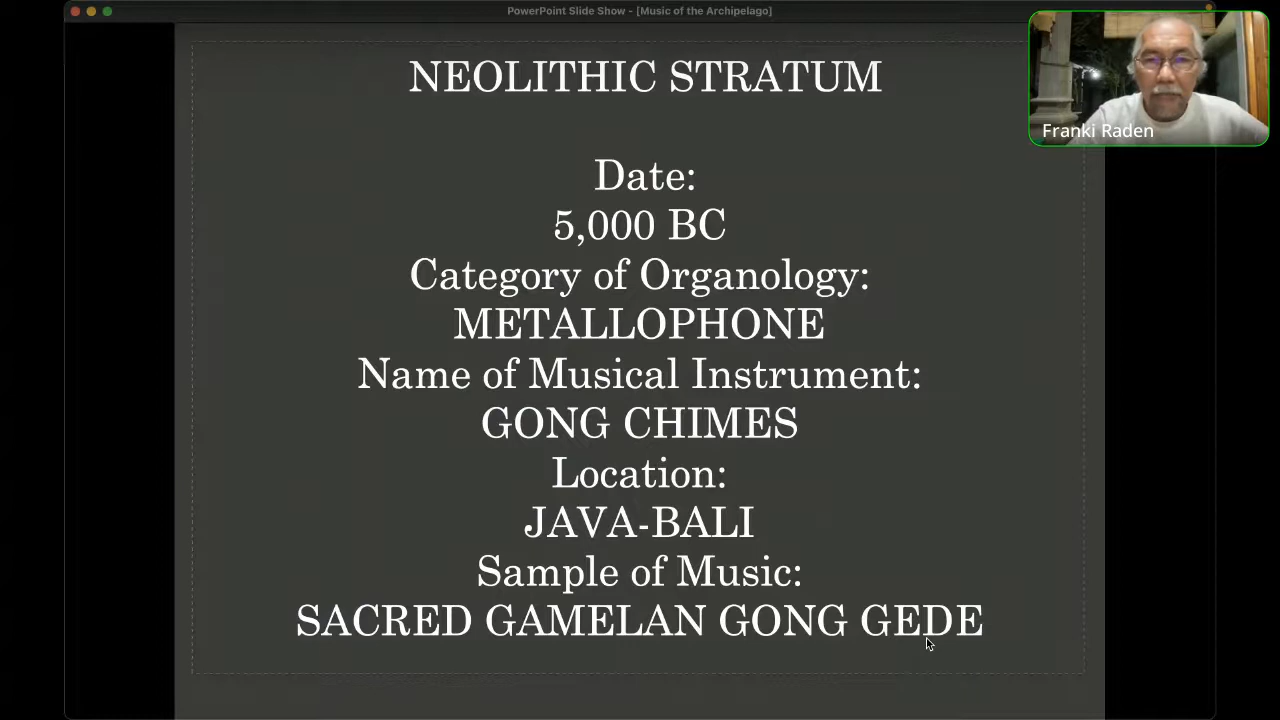 PowerPoint Slide Show - [Music of the Archipelago]
Franki Raden
NEOLITHIC STRATUM
Date:
5,000 BC
Category of Organology:
METALLOPHONE
Name of Musical Instrument:
GONG CHIMES
Location:
JAVA-BALI
Sample of Music:
SACRED GAMELAN GONG GEDE